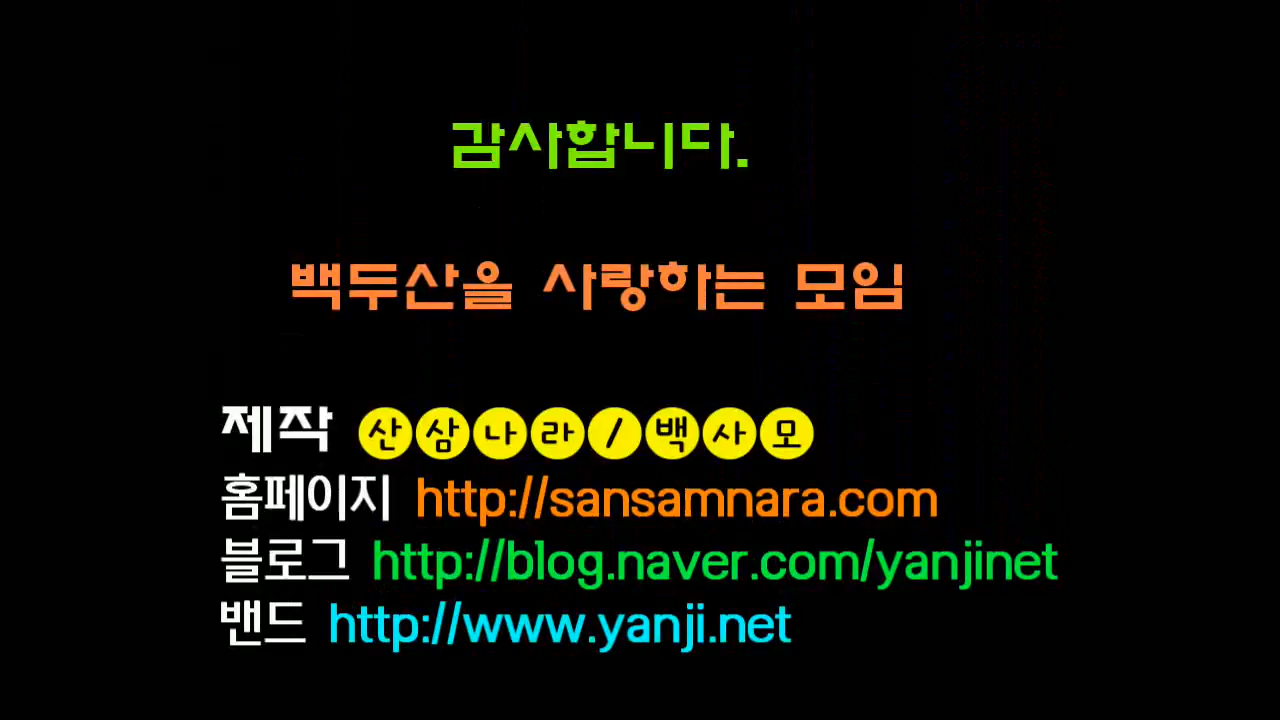 감사합니다.
백두산을 사랑하는 모임
제작 산삼나라/백사모
홈페이지 http://sansamnara.com
블로그 http://blog.naver.com/yanjinet
밴드 http://www.yanji.net